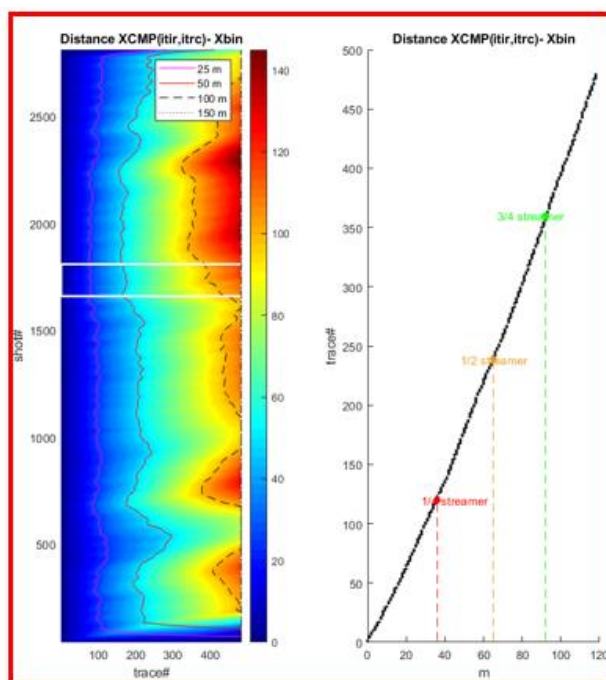 Distance XCMP(itir,itrc)- Xbin
25 m
50 m
100 m
150 m
2500
2000
1500
1000
500
shot#
100
200
300
400
trace#
140
120
100
80
60
40
20
0
Distance XCMP(itir,itrc)- Xbin
500
450
400
350
300
250
200
150
100
50
0
trace#
3/4 streamer
1/2 streamer
1/4 streamer
0
20
40
60
80
100
120
m